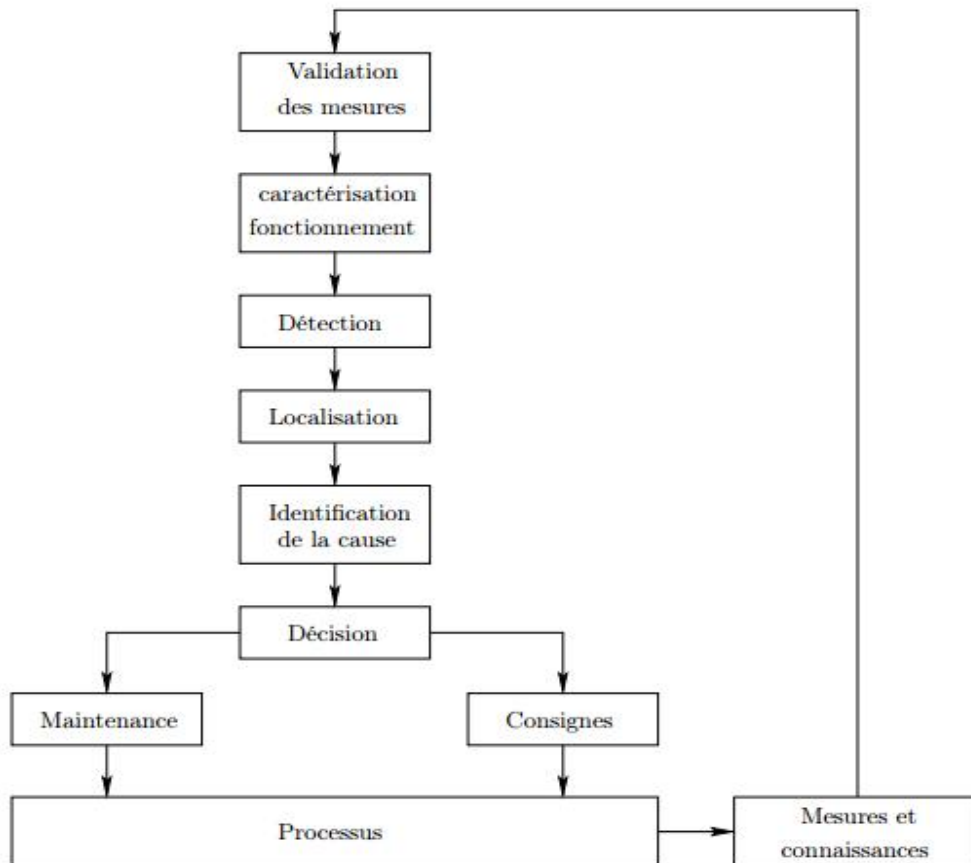 Validation
des mesures
caractérisation
fonctionnement
Détection
Localisation
Identification
de la cause
Décision
Maintenance
Consignes
Processus
Mesures et
connaissances